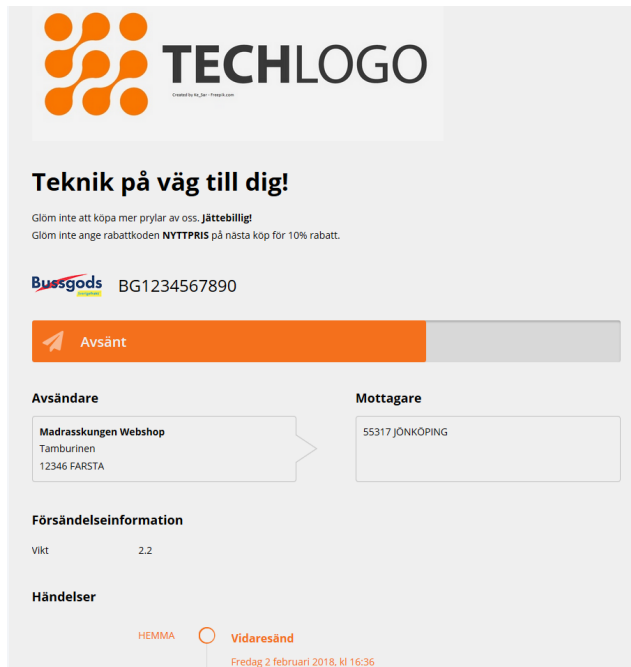 TECHLOGO
Teknik på väg till dig!
Glöm inte att köpa mer prylar av oss. Jättebillig!
Glöm inte ange rabattkoden NYTTPRIS på nästa köp för 10% rabatt.
Bussgods BG1234567890
Avsänt
Avsändare Mottagare
Madrasskungen Webshop 55317 JÖNKÖPING
Tamburinen
12346 FARSTA
Försändelseinformation
Vikt 2.2
Händelser
HEMMA Vidaresänd
Fredag 2 februari 2018, kl 16:36